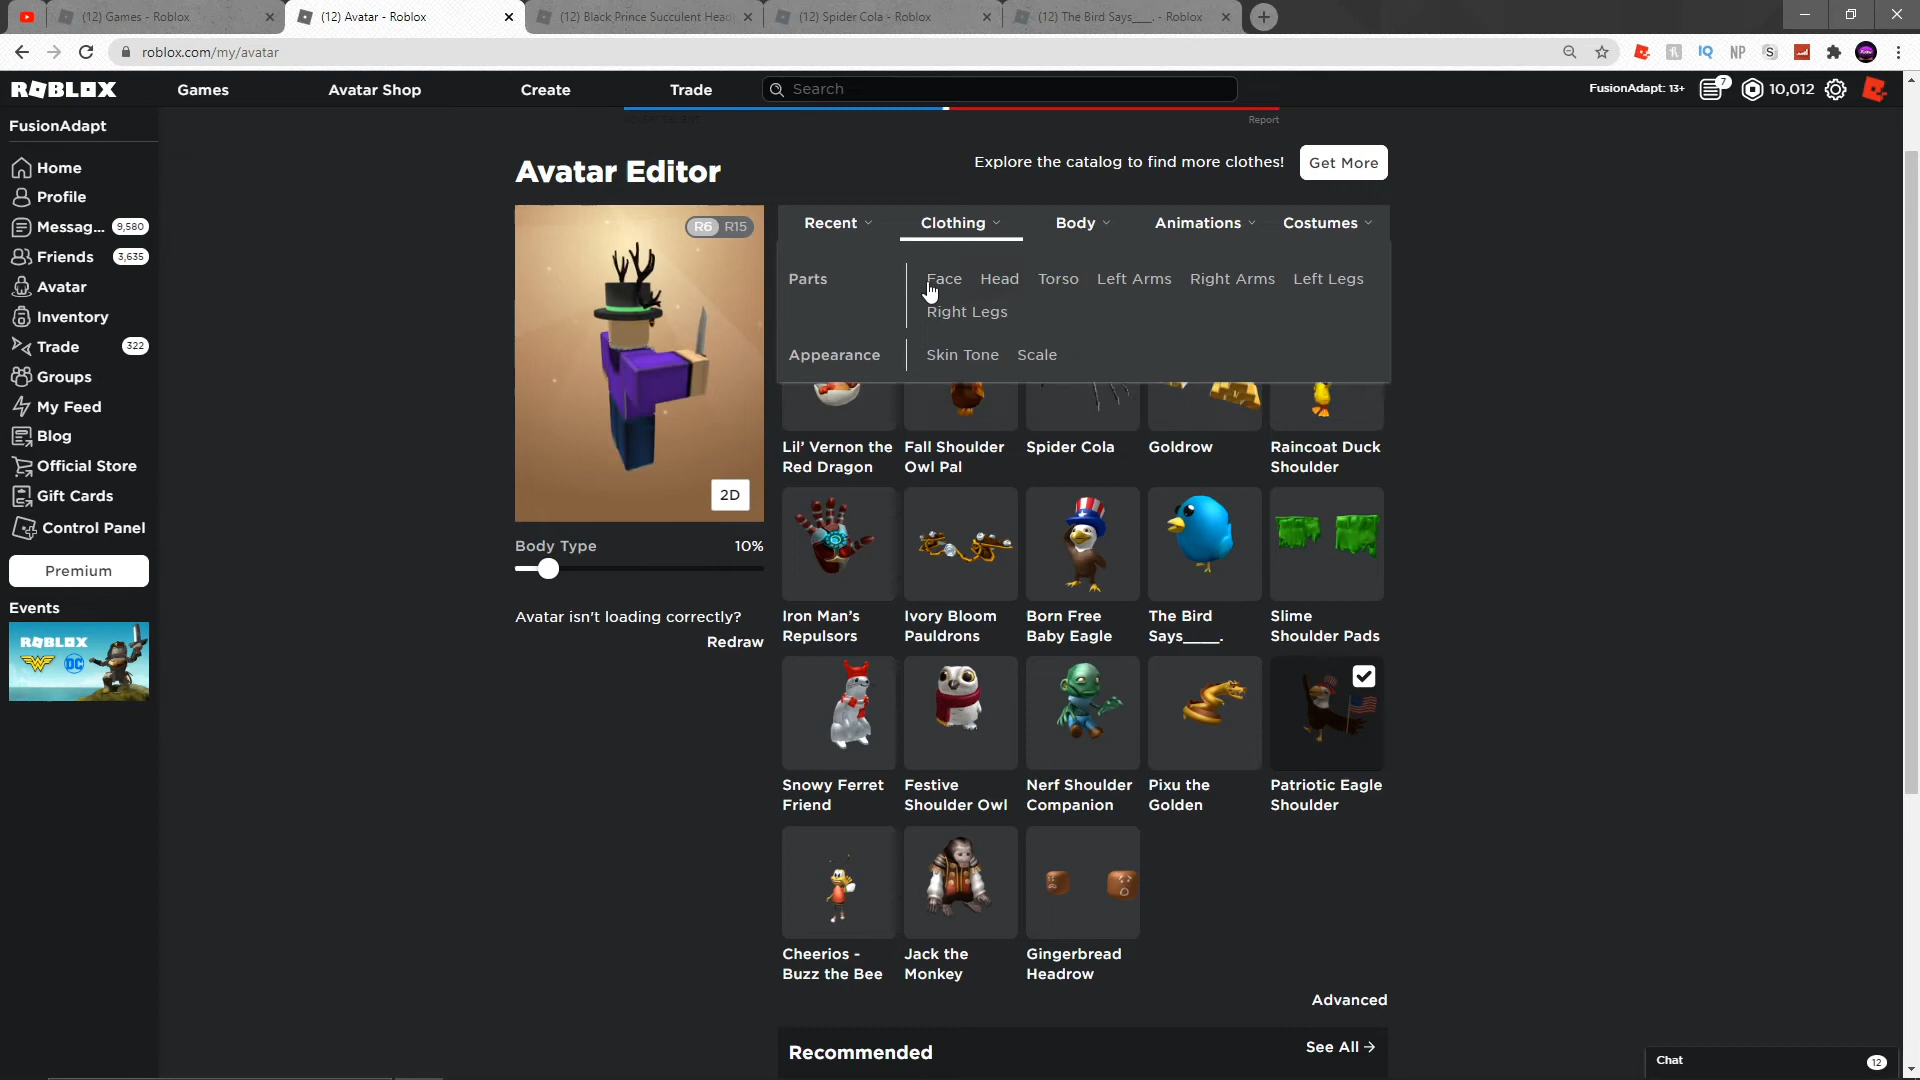 (12) Games - Roblox
(12) Avatar - Roblox
(12) Black Prince Succulent Head
(12) Spider Cola - Roblox
(12) The Bird Says____. - Roblox
roblox.com/my/avatar
IQ
NP
S
ROBLOX
Games
Avatar Shop
Create
Trade
Search
FusionAdapt: 13+
7
10,012
FusionAdapt
Home
Profile
Messag... 9,580
Friends 3,635
Avatar
Inventory
Trade 322
Groups
My Feed
Blog
Official Store
Gift Cards
Control Panel
Premium
Events
ROBLOX
DC
Report
Avatar Editor
Explore the catalog to find more clothes!
Get More
R6 R15
2D
Body Type 10%
Avatar isn't loading correctly?
Redraw
Recent Clothing Body Animations Costumes
Parts
Face Head Torso Left Arms Right Arms Left Legs
Right Legs
Appearance
Skin Tone Scale
Lil' Vernon the
Red Dragon
Fall Shoulder
Owl Pal
Spider Cola
Goldrow
Raincoat Duck
Shoulder
Iron Man's
Repulsors
Ivory Bloom
Pauldrons
Born Free
Baby Eagle
The Bird
Says____.
Slime
Shoulder Pads
Snowy Ferret
Friend
Festive
Shoulder Owl
Nerf Shoulder
Companion
Pixu the
Golden
Patriotic Eagle
Shoulder
Cheerios -
Buzz the Bee
Jack the
Monkey
Gingerbread
Headrow
Advanced
Recommended
See All
Chat
12